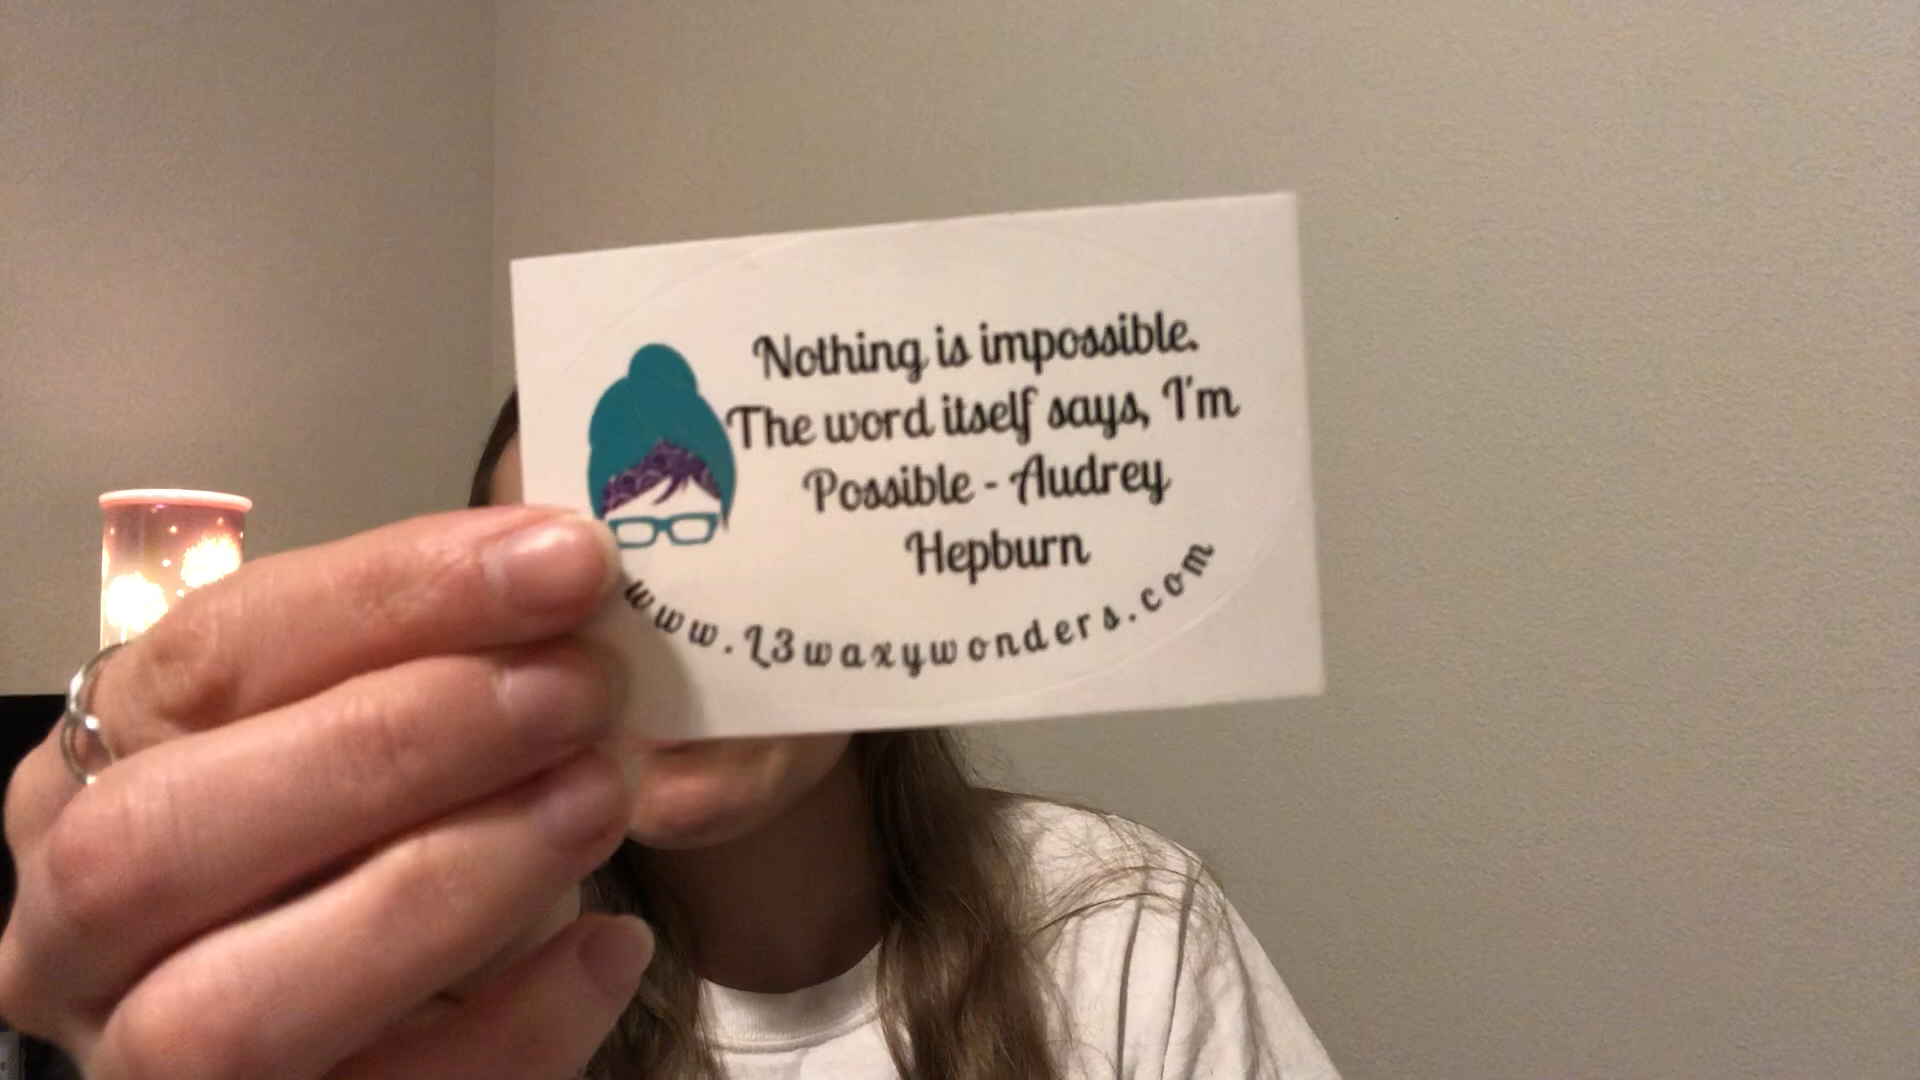 Nothing is impossible.
The word itself says, I'm
Possible - Audrey
Hepburn
www.L3waxywonders.com